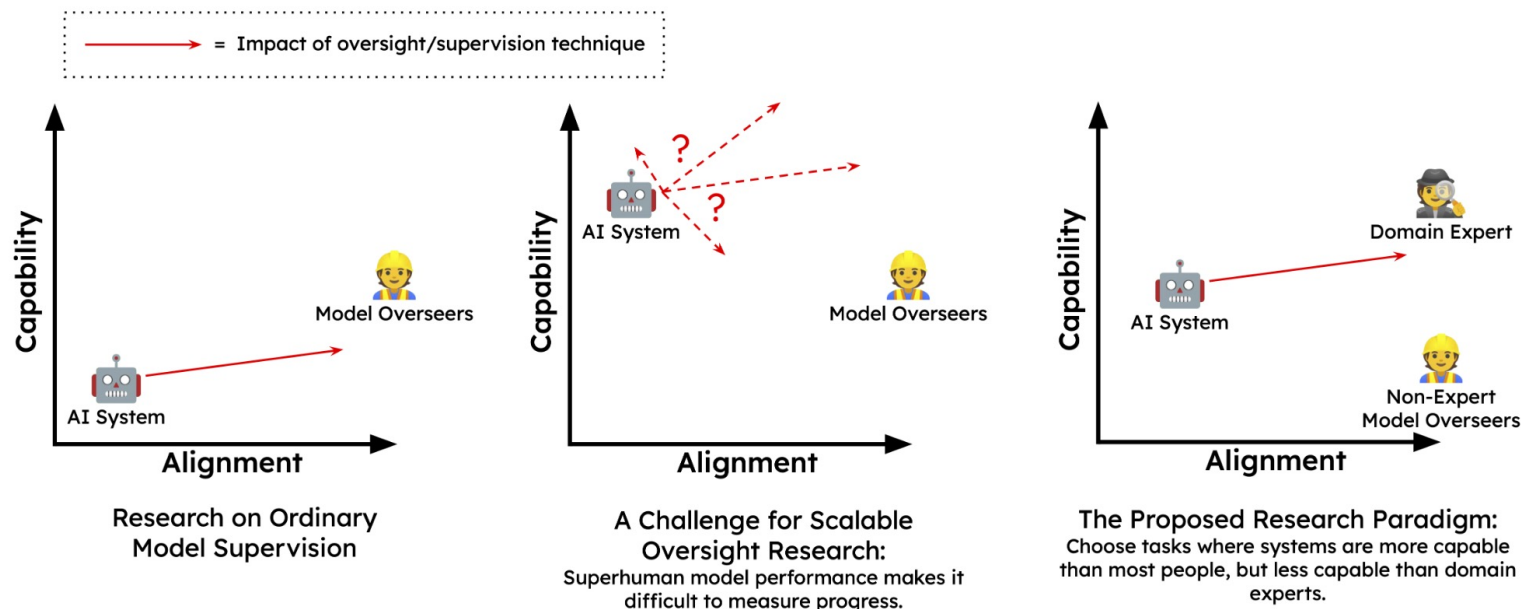 = Impact of oversight/supervision technique
Capability
AI System
Model Overseers
Alignment
Research on Ordinary
Model Supervision
Capability
?
?
AI System
Model Overseers
Alignment
A Challenge for Scalable
Oversight Research:
Superhuman model performance makes it
difficult to measure progress.
Capability
Domain Expert
AI System
Non-Expert
Model Overseers
Alignment
The Proposed Research Paradigm:
Choose tasks where systems are more capable
than most people, but less capable than domain
experts.